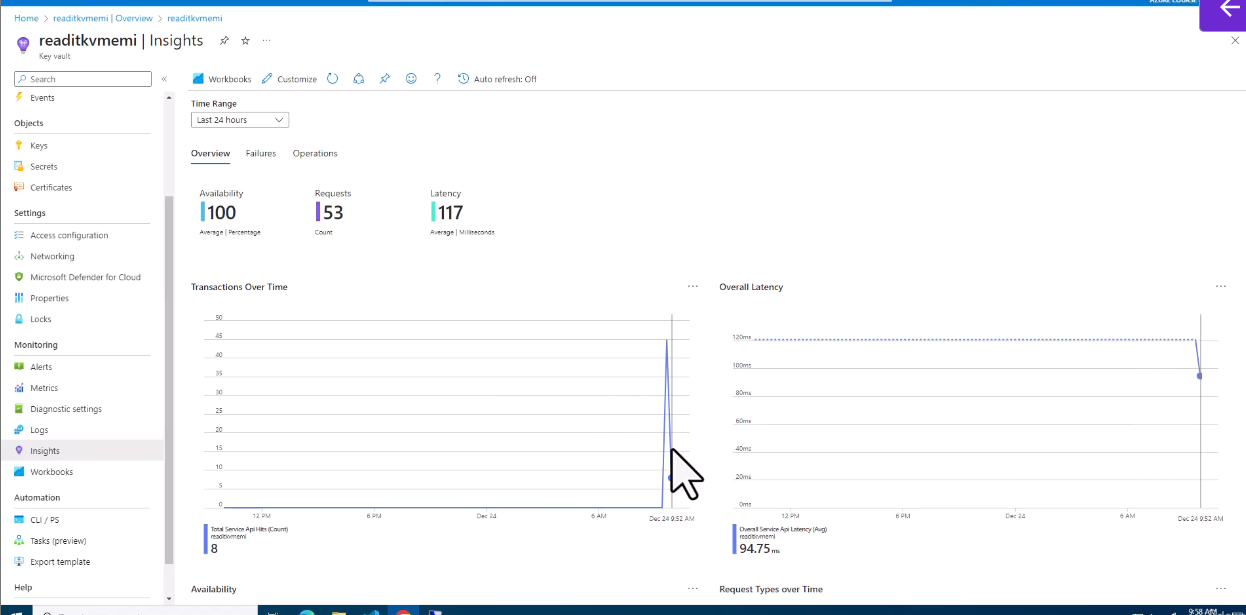 Home > readitkvmemi | Overview > readitkvmemi
readitkvmemi | Insights
Key vault
Search
Events
Objects
Keys
Secrets
Certificates
Settings
Access configuration
Networking
Microsoft Defender for Cloud
Properties
Locks
Monitoring
Alerts
Metrics
Diagnostic settings
Logs
Insights
Workbooks
Automation
CLI / PS
Tasks (preview)
Export template
Help
Workbooks Customize ? Auto refresh: Off
Time Range
Last 24 hours
Overview Failures Operations
Availability
100
Average | Percentage
Requests
53
Count
Latency
117
Average | Milliseconds
Transactions Over Time
50
45
40
35
30
25
20
15
10
5
0
12 PM 6 PM Dec 24 6 AM Dec 24 9:52 AM
Total Service Api Hits (Count)
readitkvmemi
8
Overall Latency
120ms
100ms
80ms
60ms
40ms
20ms
0ms
12 PM 6 PM Dec 24 6 AM Dec 24 9:52 AM
Overall Service Api Latency (Avg)
readitkvmemi
94.75 ms
Availability
Request Types over Time
9:58 AM